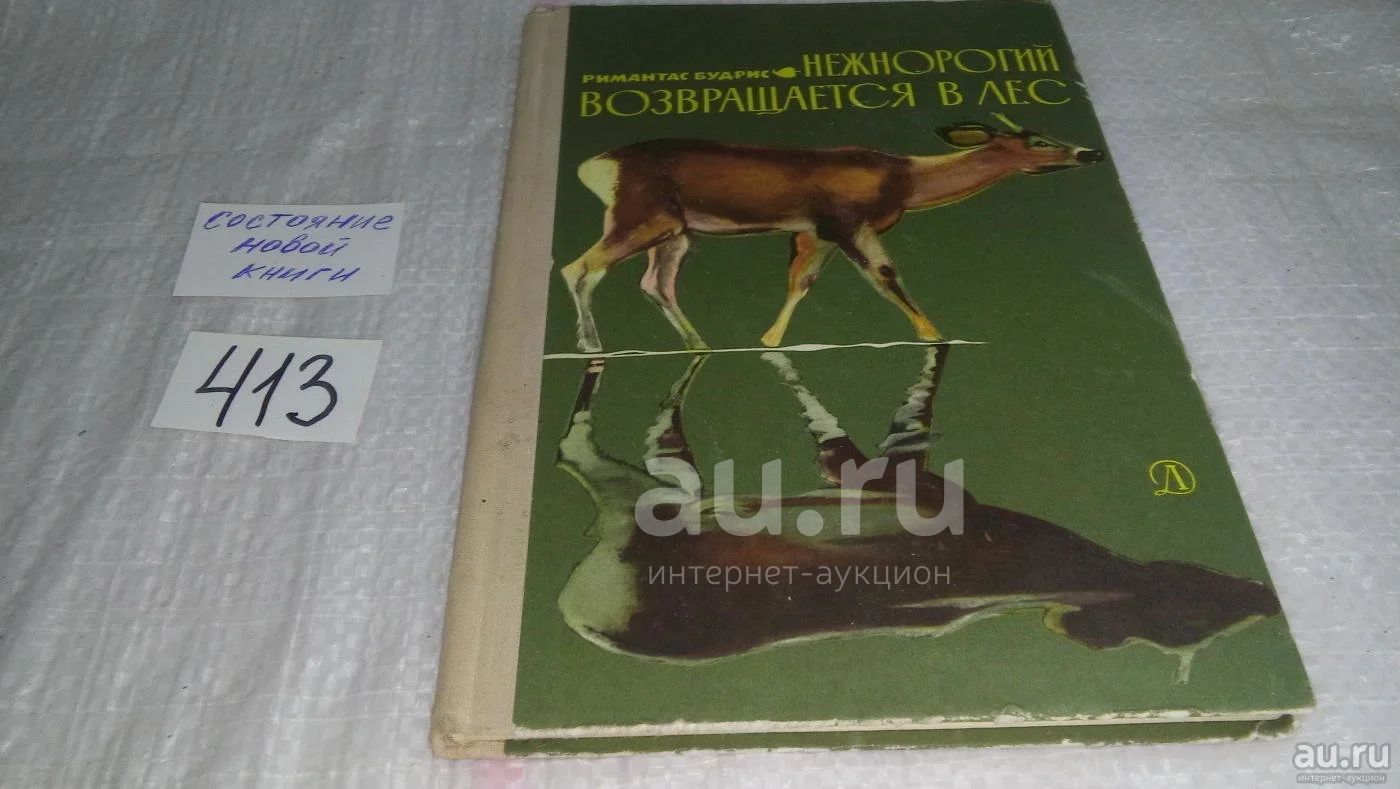 РИМАНТАС БУДРИС НЕЖНОРОГИЙ
ВОЗВРАЩАЕТСЯ В ЛЕС
состояние
новой
книги
413
Д
au.ru
интернет-аукцион
au.ru
интернет-аукцион